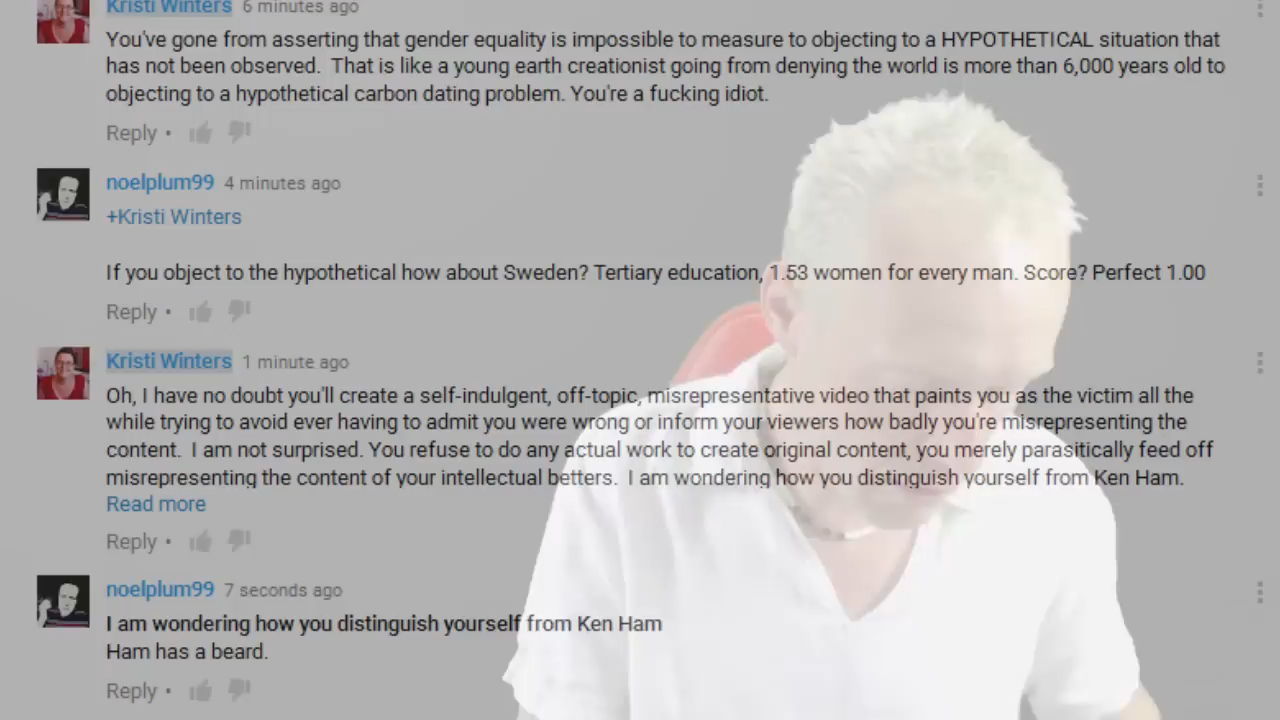 Kristi Winters 6 minutes ago
You've gone from asserting that gender equality is impossible to measure to objecting to a HYPOTHETICAL situation that
has not been observed.  That is like a young earth creationist going from denying the world is more than 6,000 years old to
objecting to a hypothetical carbon dating problem. You're a fucking idiot.
Reply •
noelplum99 4 minutes ago
+Kristi Winters
If you object to the hypothetical how about Sweden? Tertiary education, 1.53 women for every man. Score? Perfect 1.00
Reply •
Kristi Winters 1 minute ago
Oh, I have no doubt you'll create a self-indulgent, off-topic, misrepresentative video that paints you as the victim all the
while trying to avoid ever having to admit you were wrong or inform your viewers how badly you're misrepresenting the
content.  I am not surprised. You refuse to do any actual work to create original content, you merely parasitically feed off
misrepresenting the content of your intellectual betters.  I am wondering how you distinguish yourself from Ken Ham.
Read more
Reply •
noelplum99 7 seconds ago
I am wondering how you distinguish yourself from Ken Ham
Ham has a beard.
Reply •